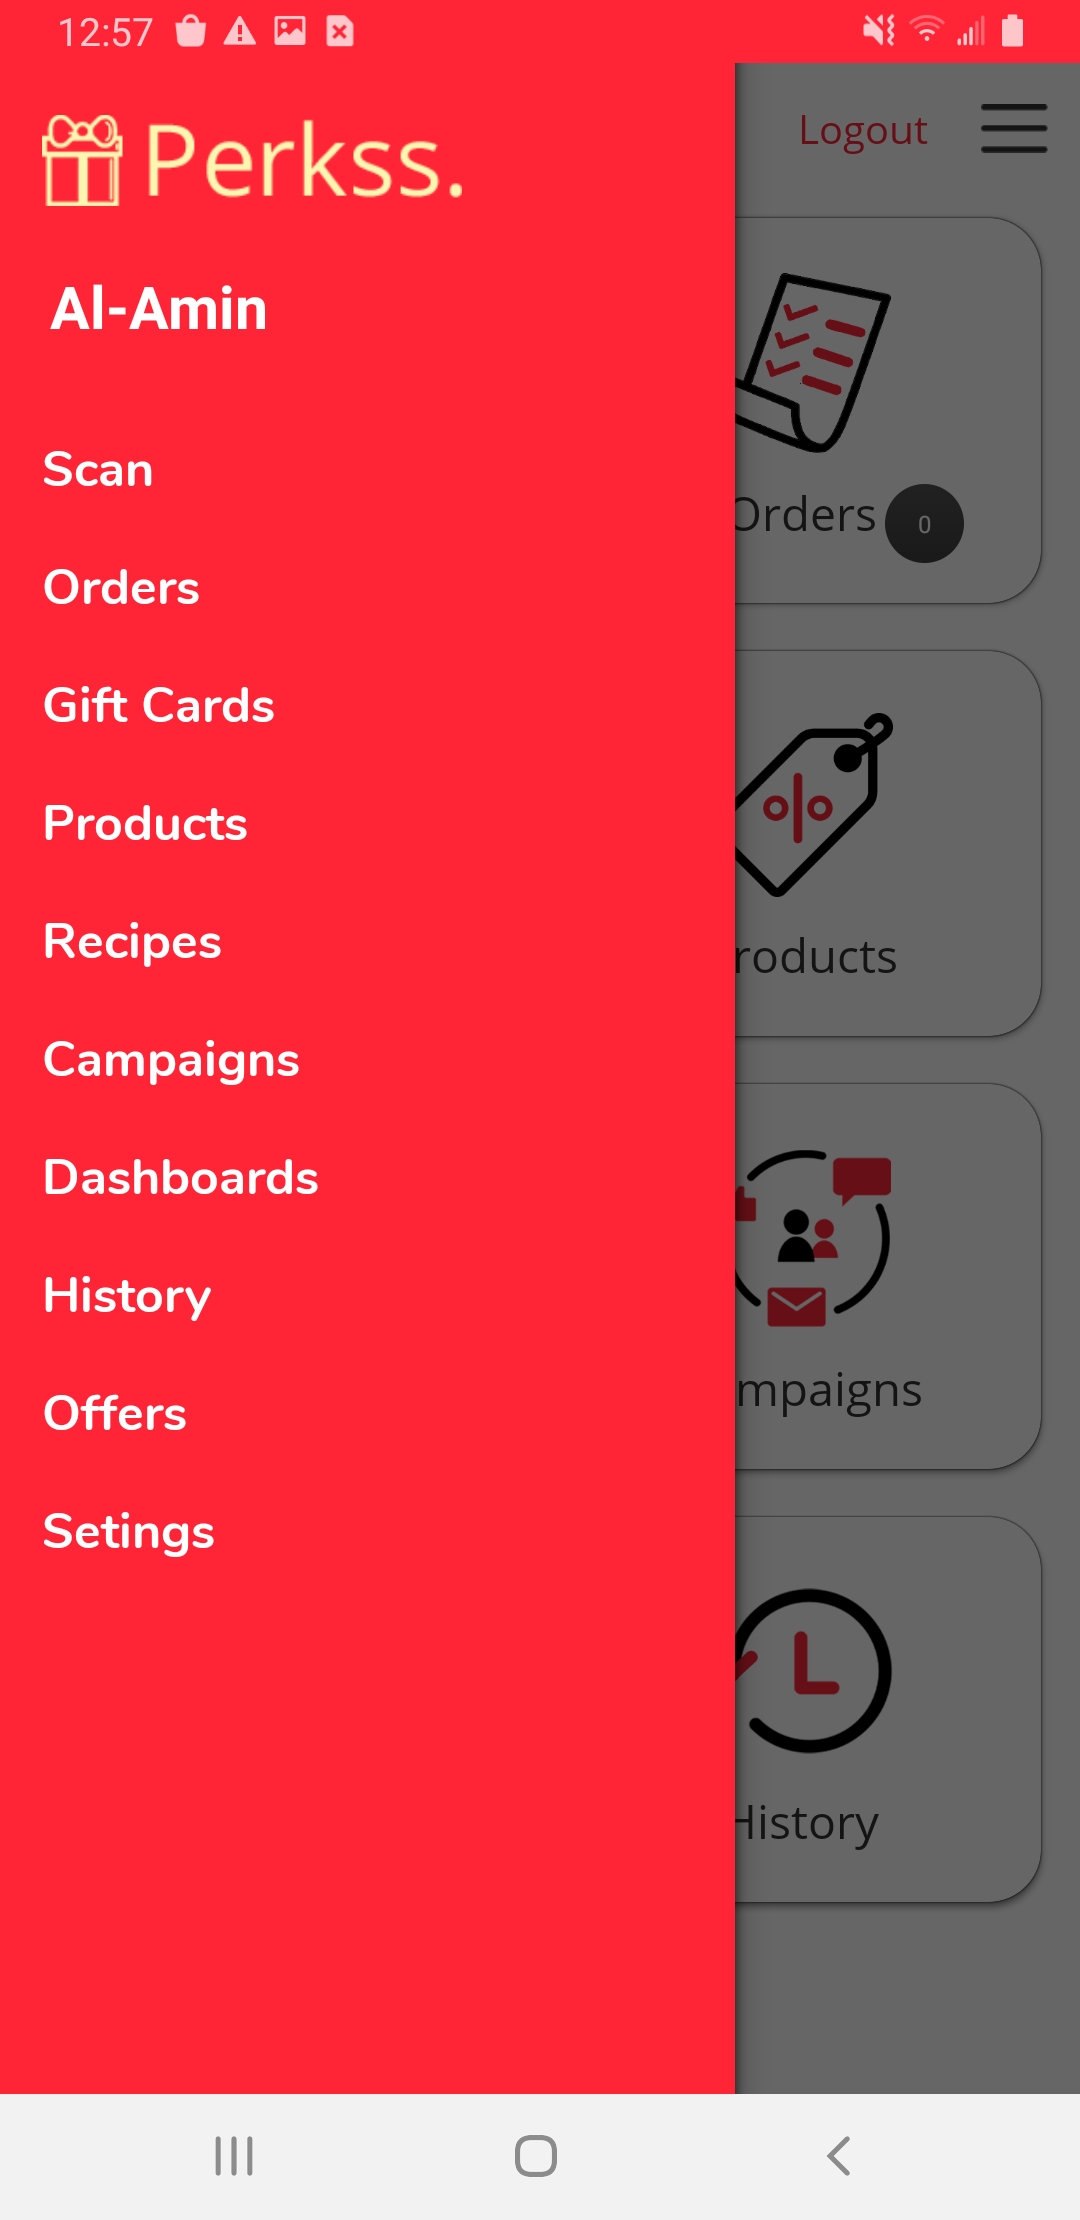 12:57
Perkss.
Logout
Al-Amin
Scan
Orders
Gift Cards
Products
Recipes
Campaigns
Dashboards
History
Offers
Setings
Orders 0
roducts
mpaigns
History